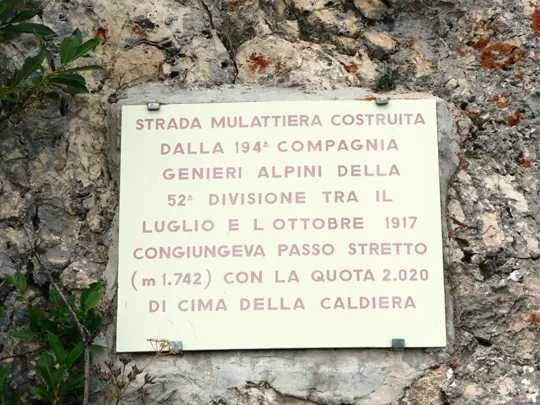 STRADA MULATTIERA COSTRUITA
DALLA 194ᴬ COMPAGNIA
GENIERI ALPINI DELLA
52ᴬ DIVISIONE TRA IL
LUGLIO E L OTTOBRE 1917
CONGIUNGEVA PASSO STRETTO
(m 1.742) CON LA QUOTA 2.020
DI CIMA DELLA CALDIERA